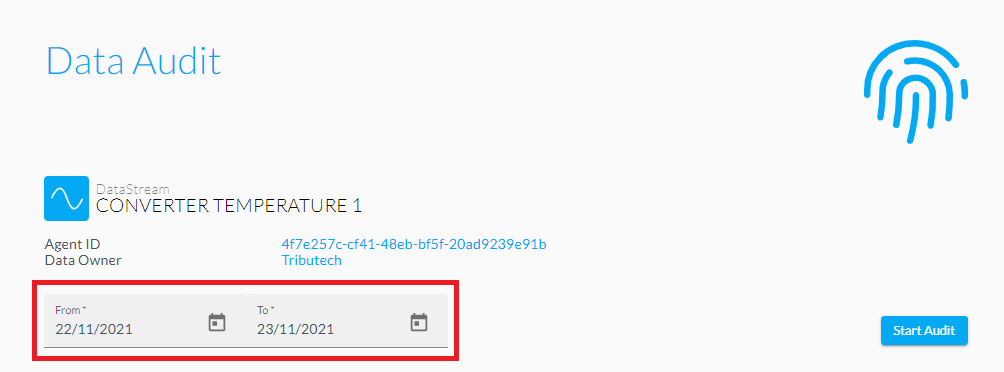 Data Audit
DataStream
CONVERTER TEMPERATURE 1
Agent ID 4f7e257c-cf41-48eb-bf5f-20ad9239e91b
Data Owner Tributech
From * To *
22/11/2021 23/11/2021
Start Audit